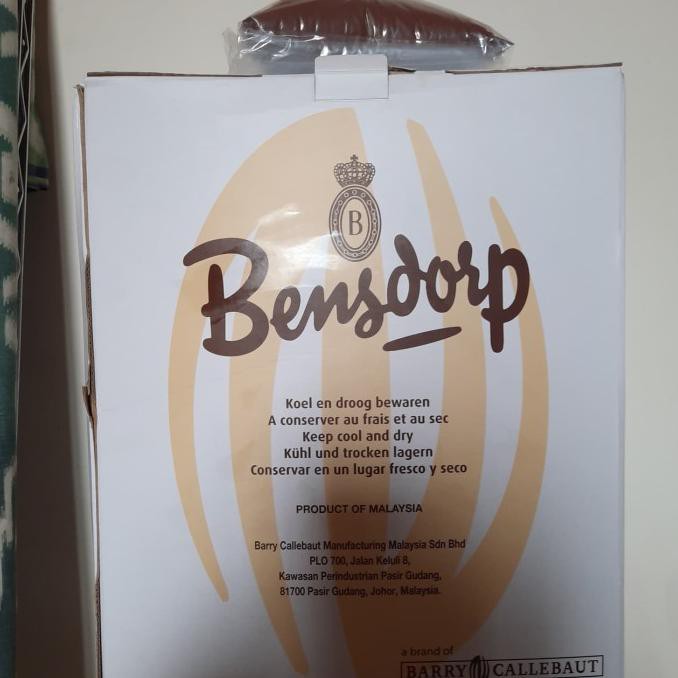 B
Bensdorp
Koel en droog bewaren
A conserver au frais et au sec
Keep cool and dry
Kühl und trocken lagern
Conservar en un lugar fresco y seco
PRODUCT OF MALAYSIA
Barry Callebaut Manufacturing Malaysia Sdn Bhd
PLO 700, Jalan Keluli 8,
Kawasan Perindustrian Pasir Gudang,
81700 Pasir Gudang, Johor, Malaysia.
a brand of
BARRY CALLEBAUT